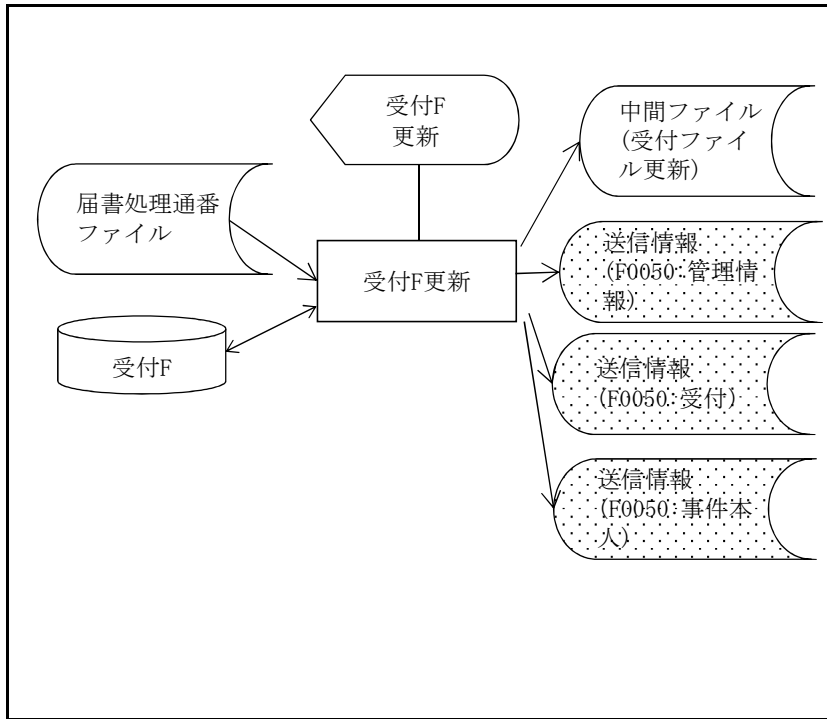 受付F
更新
中間ファイル
(受付ファイ
ル更新)
届書処理通番
ファイル
受付F更新
送信情報
(F0050:管理情
報)
受付F
送信情報
(F0050:受付)
送信情報
(F0050:事件本
人)